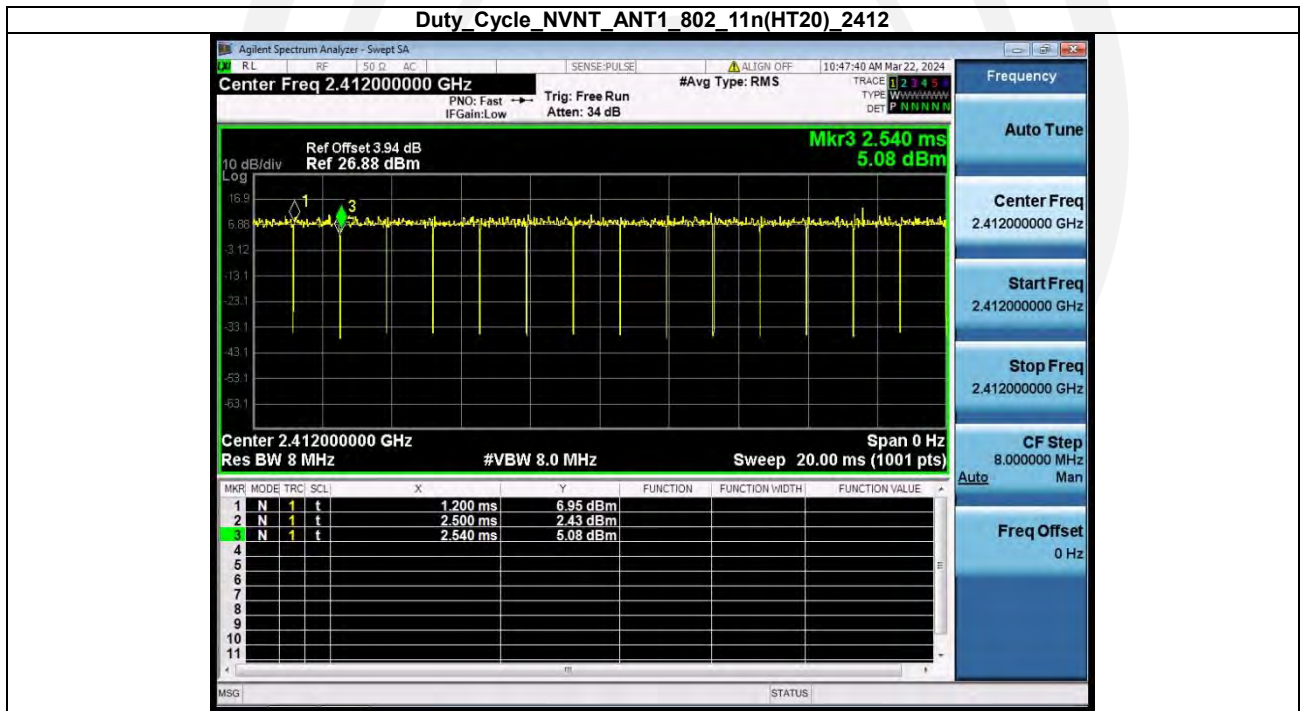 Duty_Cycle_NVNT_ANT1_802_11n(HT20)_2412
Agilent Spectrum Analyzer - Swept SA
RL RF 50 Ω AC SENSE:PULSE ALIGN OFF 10:47:40 AM Mar 22, 2024
Center Freq 2.412000000 GHz #Avg Type: RMS TRACE 1 2 3 4 5 6
PNO: Fast Trig: Free Run TYPE WWWWWW
IFGain:Low Atten: 34 dB DET P N N N N N
Frequency
Mkr3 2.540 ms
5.08 dBm
Ref Offset 3.94 dB
10 dB/div Ref 26.88 dBm
Log
16.9
6.88
-3.12
-13.1
-23.1
-33.1
-43.1
-53.1
-63.1
1
3
Center 2.412000000 GHz Span 0 Hz
Res BW 8 MHz #VBW 8.0 MHz Sweep 20.00 ms (1001 pts)
MKR MODE TRC SCL X Y FUNCTION FUNCTION WIDTH FUNCTION VALUE
1 N 1 t 1.200 ms 6.95 dBm
2 N 1 t 2.500 ms 2.43 dBm
3 N 1 t 2.540 ms 5.08 dBm
4
5
6
7
8
9
10
11
MSG STATUS
Auto Tune
Center Freq
2.412000000 GHz
Start Freq
2.412000000 GHz
Stop Freq
2.412000000 GHz
CF Step
8.000000 MHz
Auto Man
Freq Offset
0 Hz